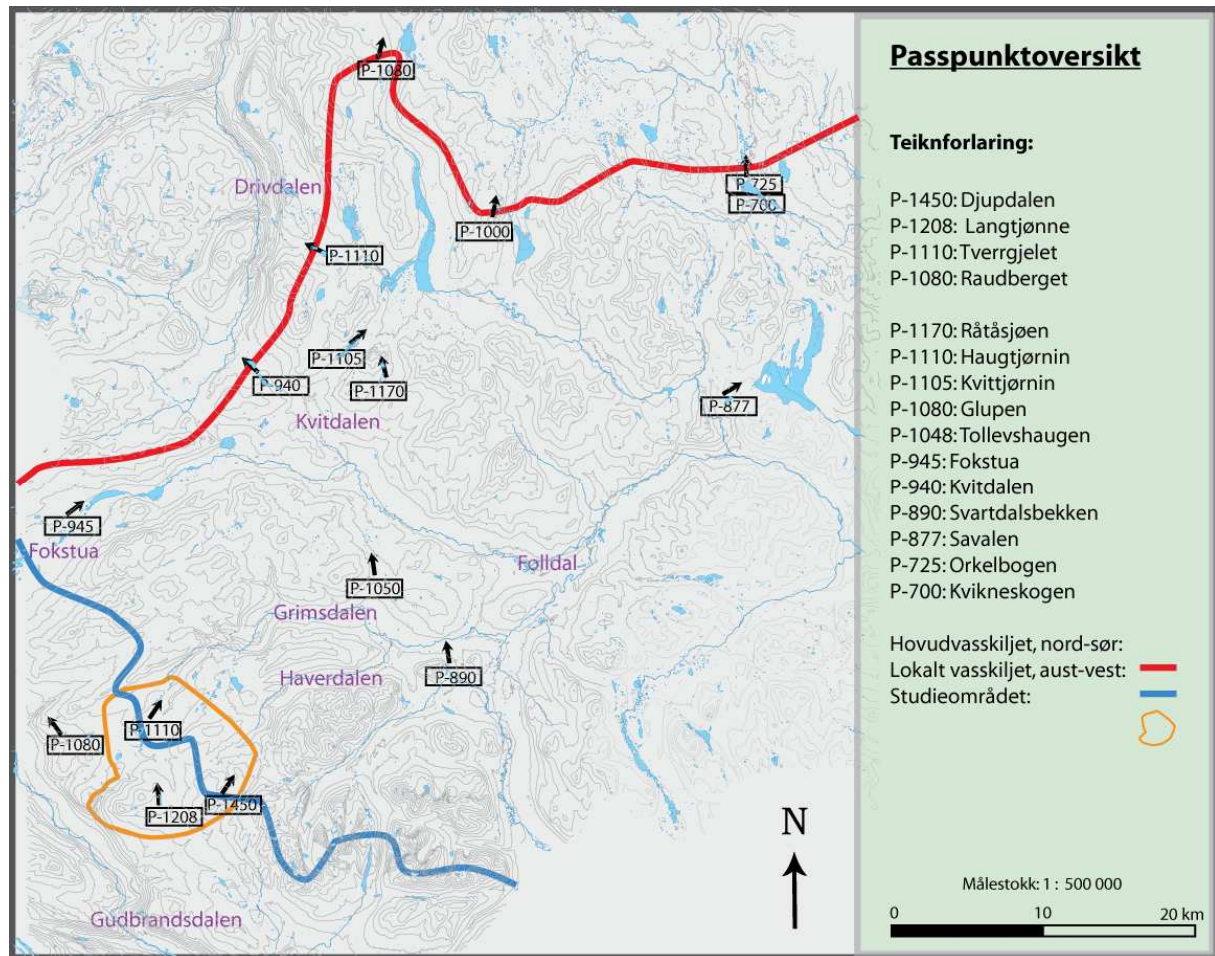 P-1080
Drivdalen
P-725
P-700
P-1000
P-1110
P-1105
P-940
P-1170
P-877
Kvitdalen
P-945
Fokstua
Folldal
P-1050
Grimsdalen
Haverdalen
P-890
P-1110
P-1080
P-1450
P-1208
N
Gudbrandsdalen
Passpunktoversikt
Teiknforlaring:
P-1450: Djupdalen
P-1208: Langtjønne
P-1110: Tverrgjelet
P-1080: Raudberget
P-1170: Råtåsjøen
P-1110: Haugtjørnin
P-1105: Kvittjørnin
P-1080: Glupen
P-1048: Tollevshaugen
P-945: Fokstua
P-940: Kvitdalen
P-890: Svartdalsbekken
P-877: Savalen
P-725: Orkelbogen
P-700: Kvikneskogen
Hovudvasskiljet, nord-sør:
Lokalt vasskiljet, aust-vest:
Studieområdet:
Målestokk: 1 : 500 000
0 10 20 km